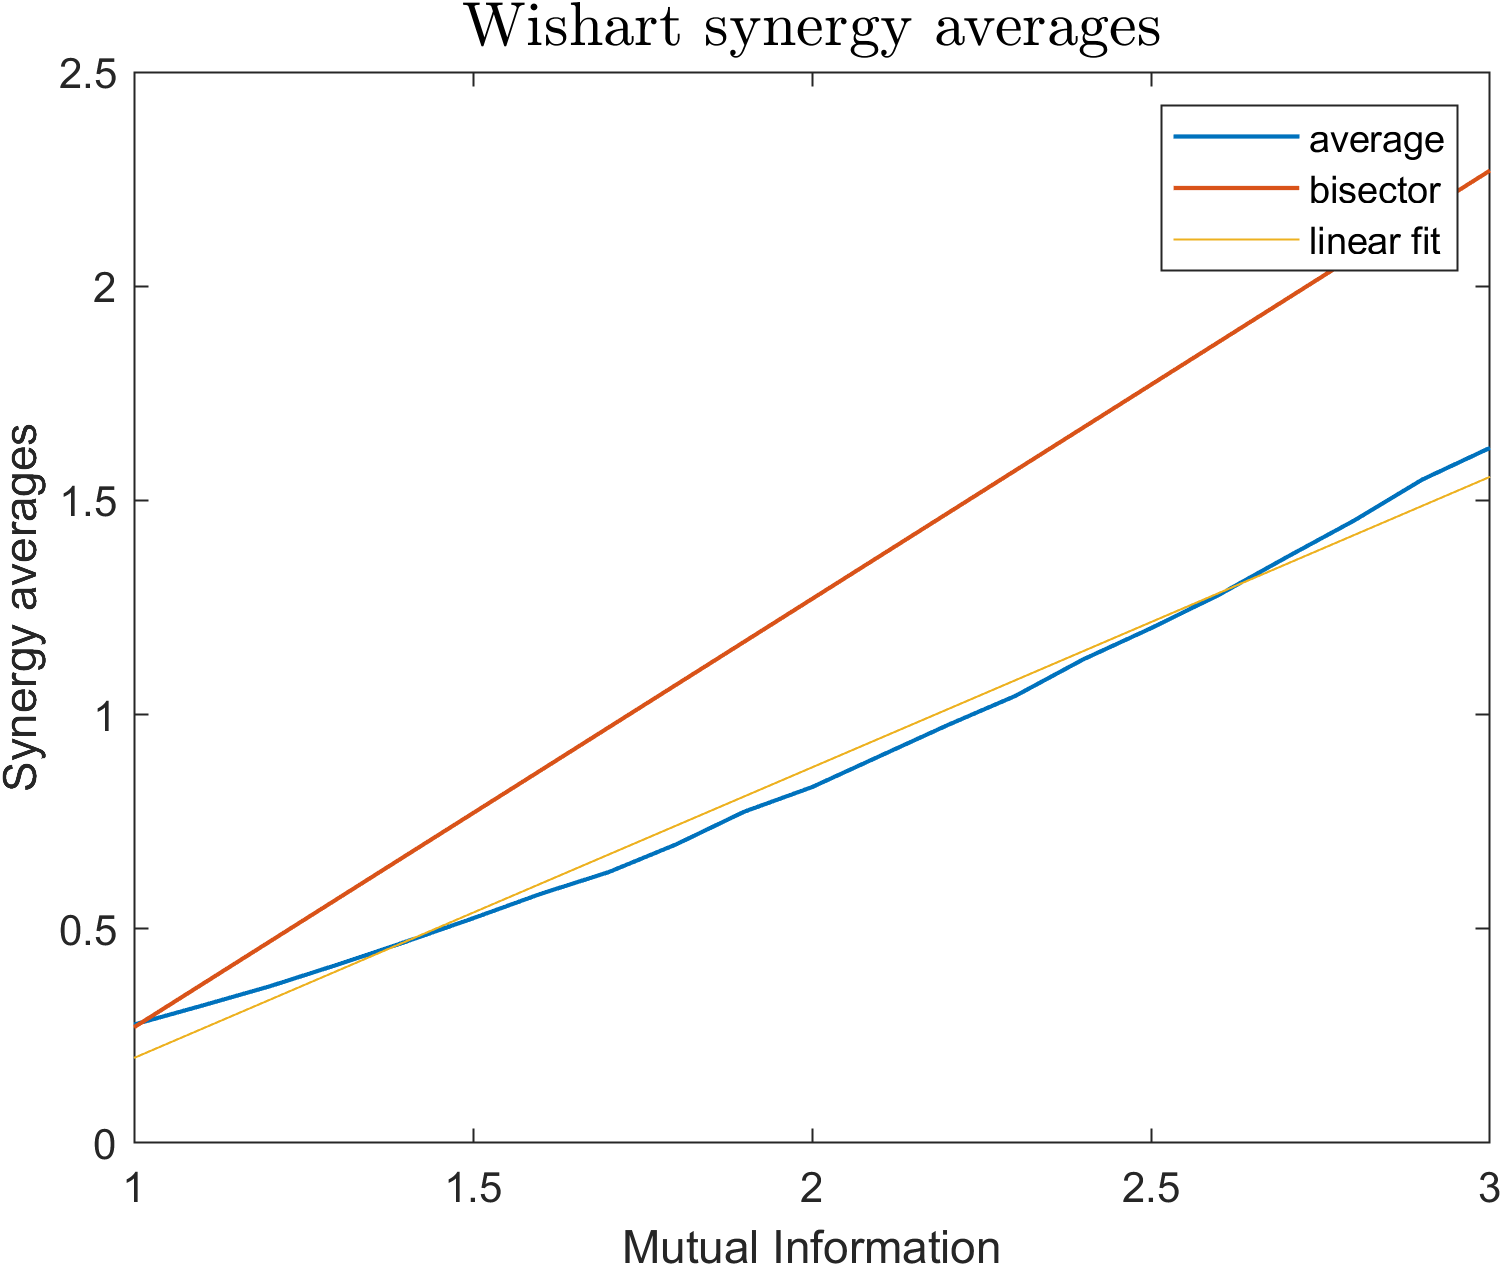 Wishart synergy averages
2.5
2
1.5
1
0.5
0
Synergy averages
average
bisector
linear fit
1
1.5
2
2.5
3
Mutual Information